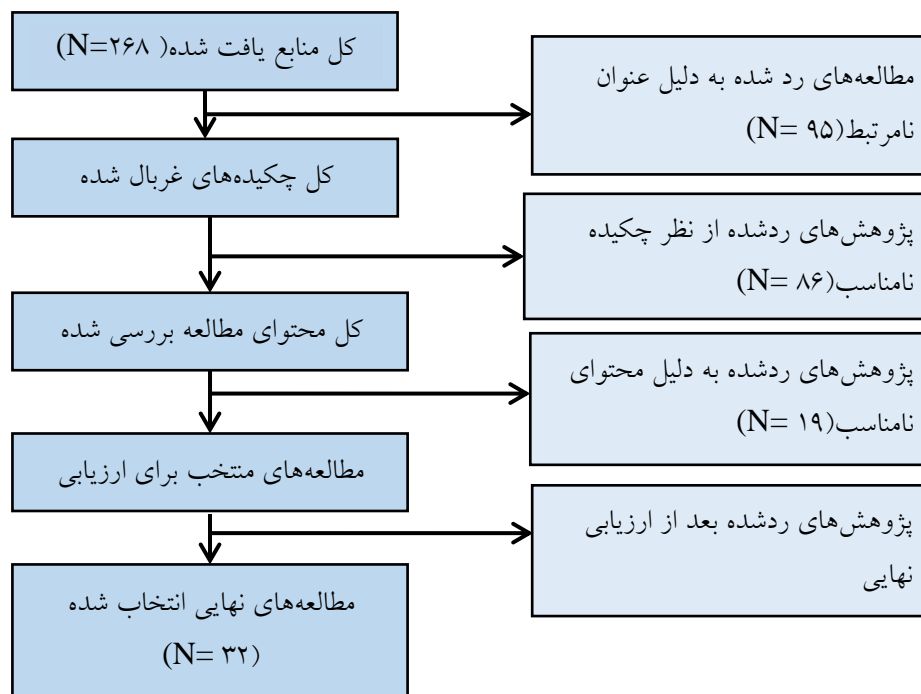 کل منابع یافت شده( N=۲۶۸)
مطالعه‌های رد شده به دلیل عنوان
نامرتبط(N= ۹۵)
کل چکیده‌های غربال شده
پژوهش‌های ردشده از نظر چکیده
نامناسب(N= ۸۶)
کل محتوای مطالعه بررسی شده
پژوهش‌های ردشده به دلیل محتوای
نامناسب(N= ۱۹)
مطالعه‌های منتخب برای ارزیابی
پژوهش‌های ردشده بعد از ارزیابی
نهایی
مطالعه‌های نهایی انتخاب شده
(N= ۳۲)